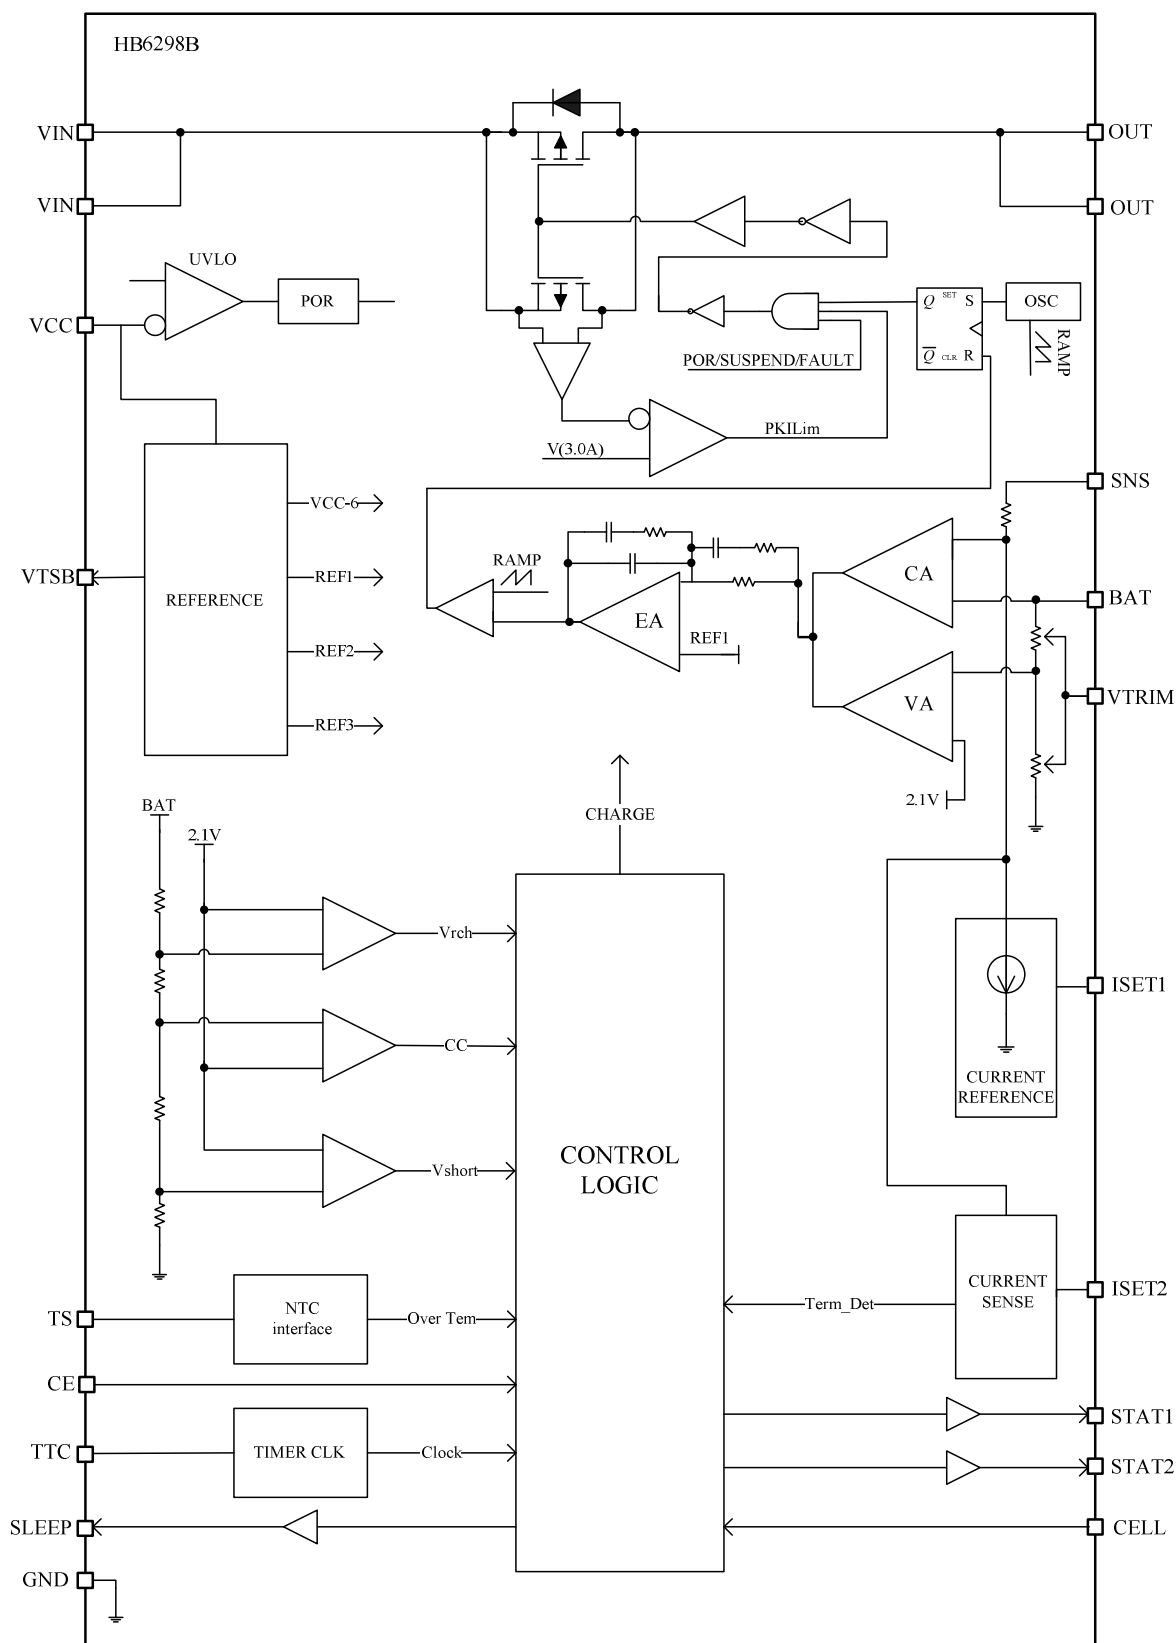 HB6298B
VIN
OUT
VIN
OUT
UVLO
POR
VCC
Q SET S
Q CLR R
OSC
RAMP
POR/SUSPEND/FAULT
PKILim
V(3.0A)
SNS
VCC-6
RAMP
CA
VTSB
REFERENCE
REF1
BAT
EA
REF1
REF2
VA
VTRIM
REF3
2.1V
BAT
CHARGE
2.1V
Vrch
ISET1
CC
CURRENT
REFERENCE
CONTROL
LOGIC
Vshort
CURRENT
SENSE
ISET2
Term_Det
TS
NTC
interface
Over Tem
CE
STAT1
TTC
TIMER CLK
Clock
STAT2
SLEEP
CELL
GND